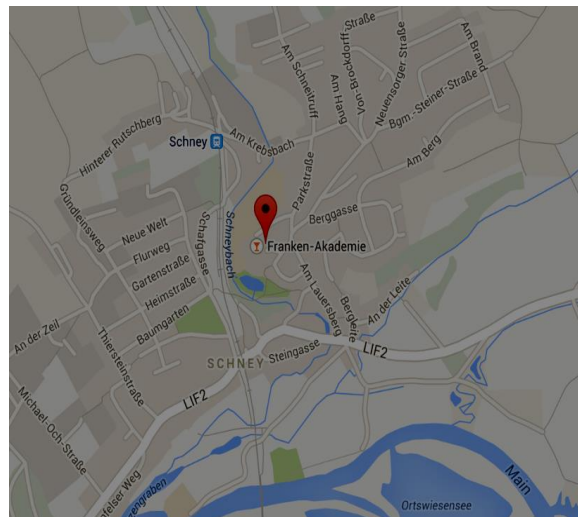 Am Schneitruff
Von-Brockdorff-Straße
Am Hang
Neuensorger Straße
Am Brand
Bgm.-Steiner-Straße
Schney
Am Krebsbach
Hinterer Rutschberg
Am Berg
Parkstraße
Gründleinsweg
Neue Welt
Schafgasse
Schneybach
Berggasse
Flurweg
Franken-Akademie
Gartenstraße
Heimstraße
Am Lauersberg
An der Leite
Bergleite
Baumgarten
An der Zeil
Thiersteinstraße
SCHNEY
Steingasse
LIF2
LIF2
Michael-Och-Straße
Main
Ortswiesensee